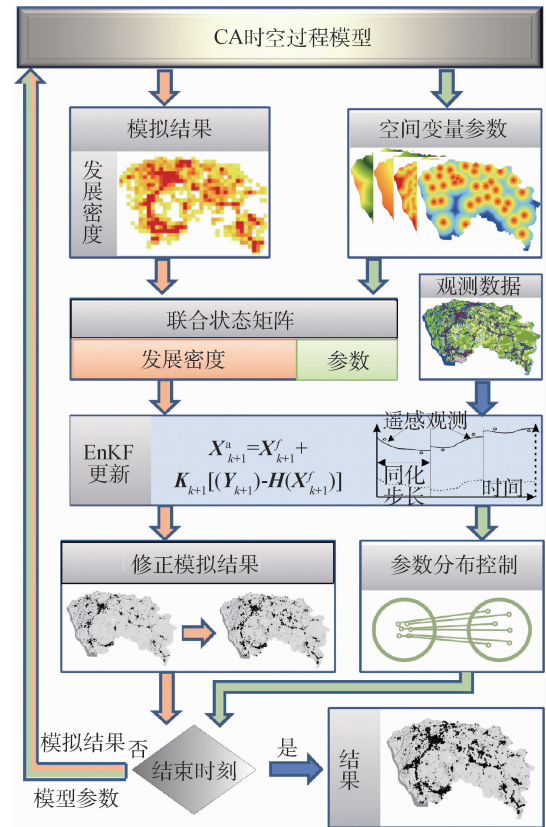 CA时空过程模型
模拟结果
发展密度
空间变量参数
观测数据
联合状态矩阵
发展密度
参数
EnKF
更新
X^a_{k+1}=X^f_{k+1}+
K_{k+1}[(Y_{k+1})-H(X^f_{k+1})]
遥感观测
同化
步长
时间
修正模拟结果
参数分布控制
模拟结果
否
模型参数
结束时刻
是
结果